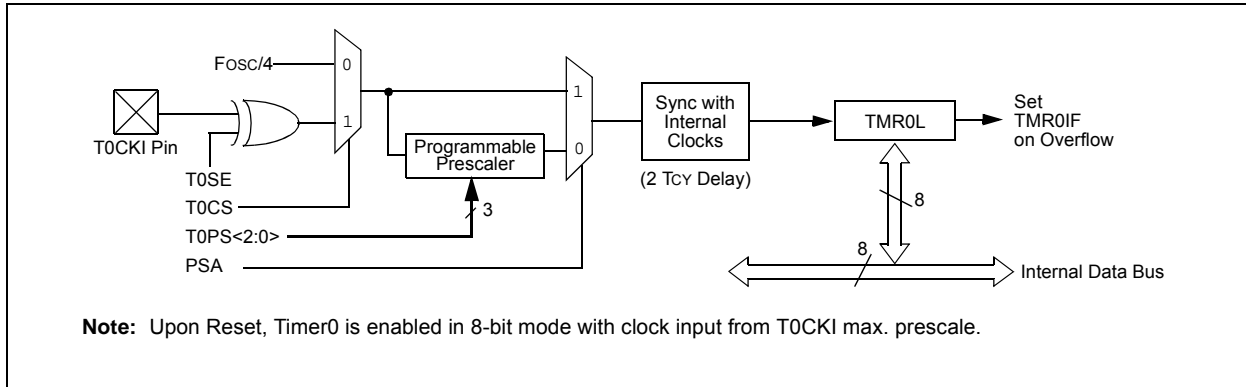 FOSC/4
0
1
T0CKI Pin
T0SE
T0CS
T0PS<2:0>
PSA
Programmable
Prescaler
3
1
0
Sync with
Internal
Clocks
(2 TCY Delay)
TMR0L
Set
TMR0IF
on Overflow
8
8
Internal Data Bus
Note: Upon Reset, Timer0 is enabled in 8-bit mode with clock input from T0CKI max. prescale.